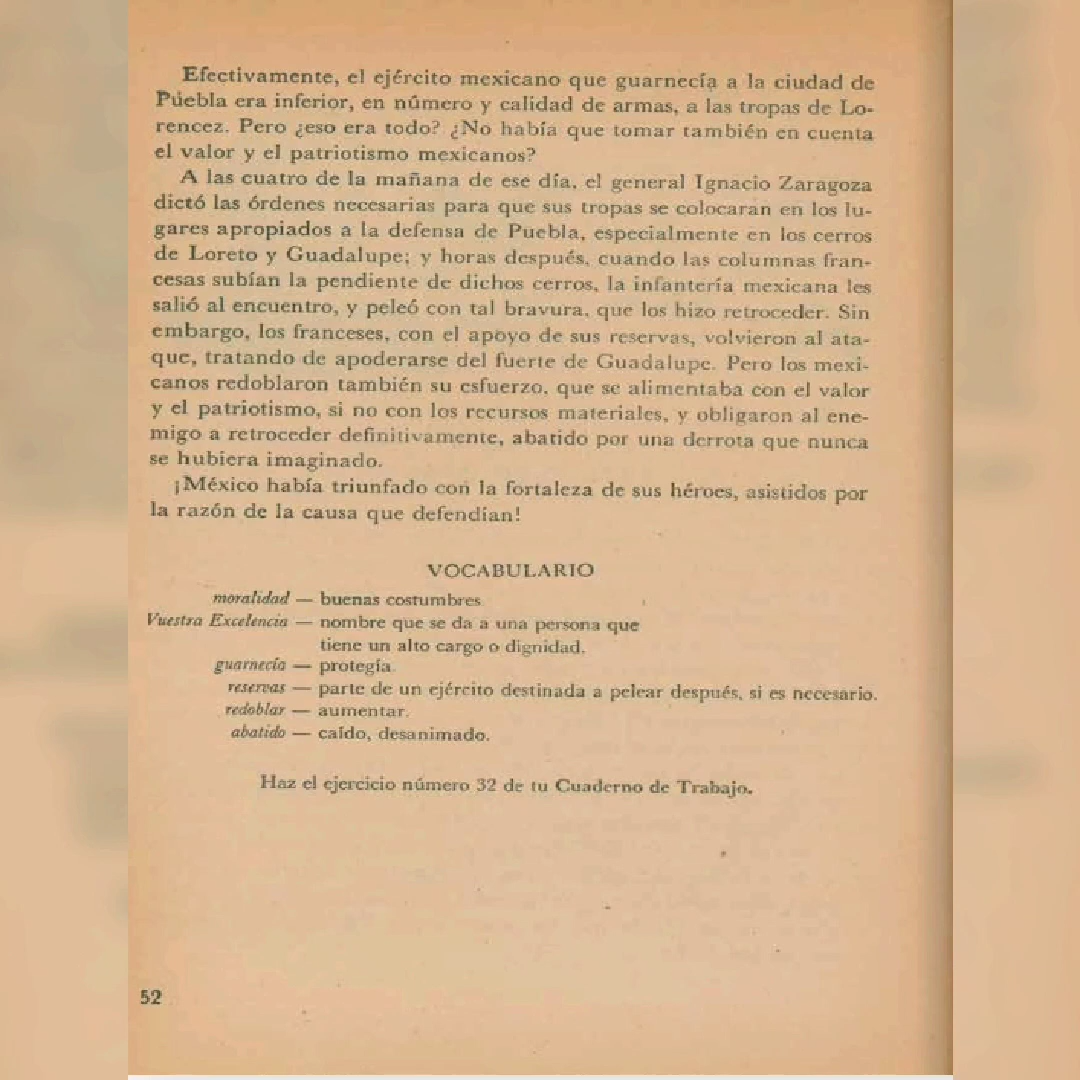 Efectivamente, el ejército mexicano que guarnecía a la ciudad de
Puebla era inferior, en número y calidad de armas, a las tropas de Lo-
rencez. Pero ¿eso era todo? ¿No había que tomar también en cuenta
el valor y el patriotismo mexicanos?
A las cuatro de la mañana de ese día, el general Ignacio Zaragoza
dictó las órdenes necesarias para que sus tropas se colocaran en los lu-
gares apropiados a la defensa de Puebla, especialmente en los cerros
de Loreto y Guadalupe; y horas después, cuando las columnas fran-
cesas subían la pendiente de dichos cerros, la infantería mexicana les
salió al encuentro, y peleó con tal bravura, que los hizo retroceder. Sin
embargo, los franceses, con el apoyo de sus reservas, volvieron al ata-
que, tratando de apoderarse del fuerte de Guadalupe. Pero los mexi-
canos redoblaron también su esfuerzo, que se alimentaba con el valor
y el patriotismo, si no con los recursos materiales, y obligaron al ene-
migo a retroceder definitivamente, abatido por una derrota que nunca
se hubiera imaginado.
¡México había triunfado con la fortaleza de sus héroes, asistidos por
la razón de la causa que defendían!
VOCABULARIO
moralidad — buenas costumbres.
Vuestra Excelencia — nombre que se da a una persona que
tiene un alto cargo o dignidad.
guarnecía — protegía.
reservas — parte de un ejército destinada a pelear después, si es necesario.
redoblar — aumentar.
abatido — caído, desanimado.
Haz el ejercicio número 32 de tu Cuaderno de Trabajo.
52